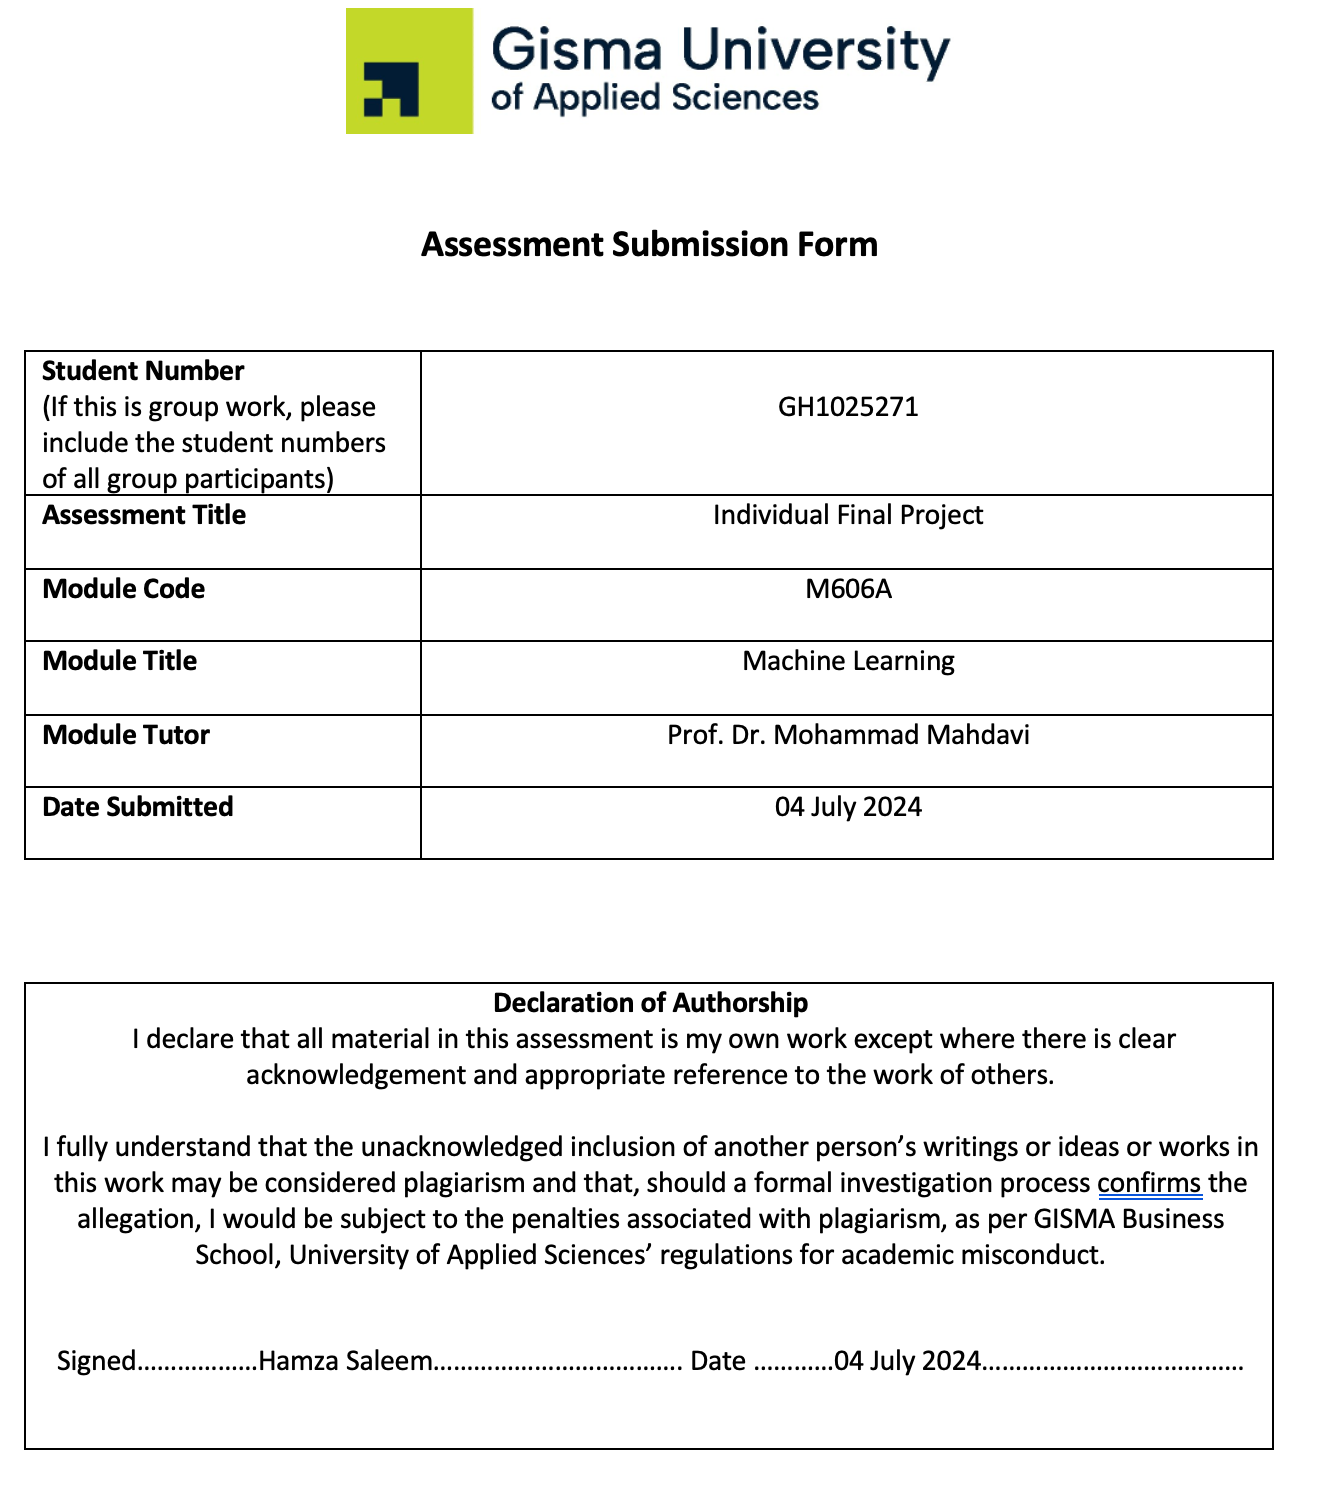 Gisma University
of Applied Sciences
Assessment Submission Form
Student Number
(If this is group work, please
include the student numbers
of all group participants)
GH1025271
Assessment Title
Individual Final Project
Module Code
M606A
Module Title
Machine Learning
Module Tutor
Prof. Dr. Mohammad Mahdavi
Date Submitted
04 July 2024
Declaration of Authorship
I declare that all material in this assessment is my own work except where there is clear
acknowledgement and appropriate reference to the work of others.
I fully understand that the unacknowledged inclusion of another person’s writings or ideas or works in
this work may be considered plagiarism and that, should a formal investigation process confirms the
allegation, I would be subject to the penalties associated with plagiarism, as per GISMA Business
School, University of Applied Sciences’ regulations for academic misconduct.
Signed..................Hamza Saleem..................................... Date ............04 July 2024.......................................